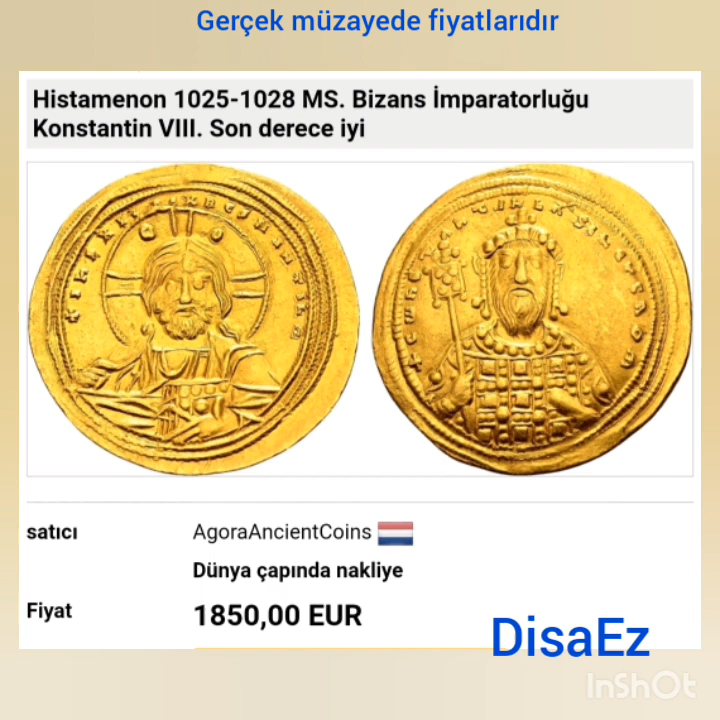 Gerçek müzayede fiyatlarıdır
Histamenon 1025-1028 MS. Bizans İmparatorluğu
Konstantin VIII. Son derece iyi
satıcı AgoraAncientCoins
Dünya çapında nakliye
Fiyat 1850,00 EUR
DisaEz
InShOt